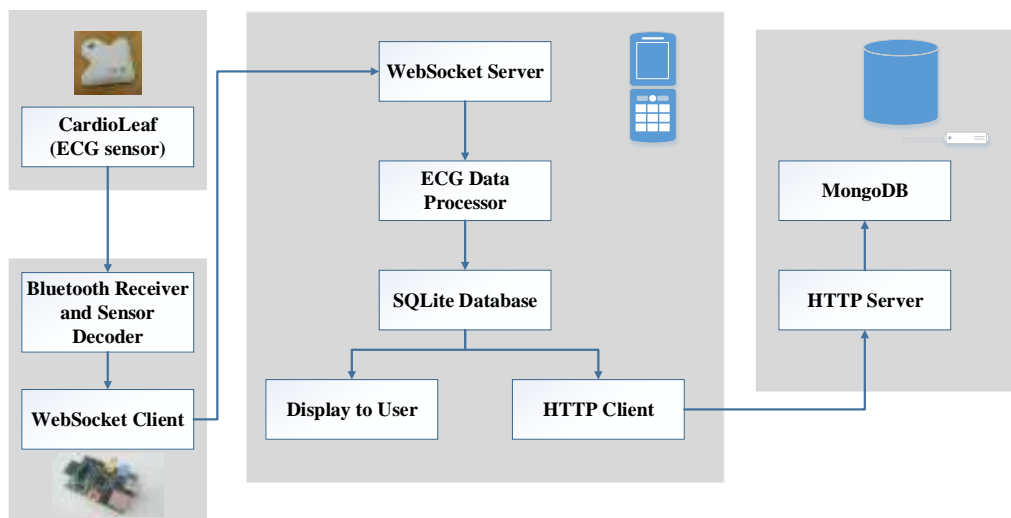 CardioLeaf
(ECG sensor)
Bluetooth Receiver
and Sensor
Decoder
WebSocket Client
WebSocket Server
ECG Data
Processor
SQLite Database
Display to User
HTTP Client
MongoDB
HTTP Server